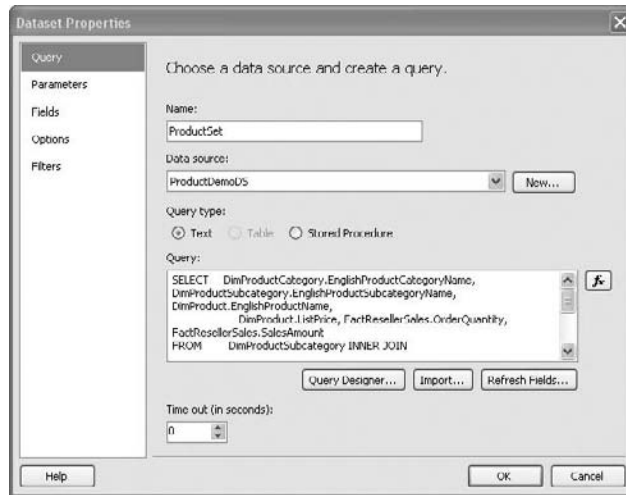 Dataset Properties
Query
Parameters
Fields
Options
Filters
Choose a data source and create a query.
Name:
ProductSet
Data source:
ProductDemoDS
New...
Query type:
Text
Table
Stored Procedure
Query:
SELECT DimProductCategory.EnglishProductCategoryName,
DimProductSubcategory.EnglishProductSubcategoryName,
DimProduct.EnglishProductName,
DimProduct.ListPrice, FactResellerSales.OrderQuantity,
FactResellerSales.SalesAmount
FROM DimProductSubcategory INNER JOIN
fx
Query Designer...
Import...
Refresh Fields...
Time out (in seconds):
0
Help
OK
Cancel